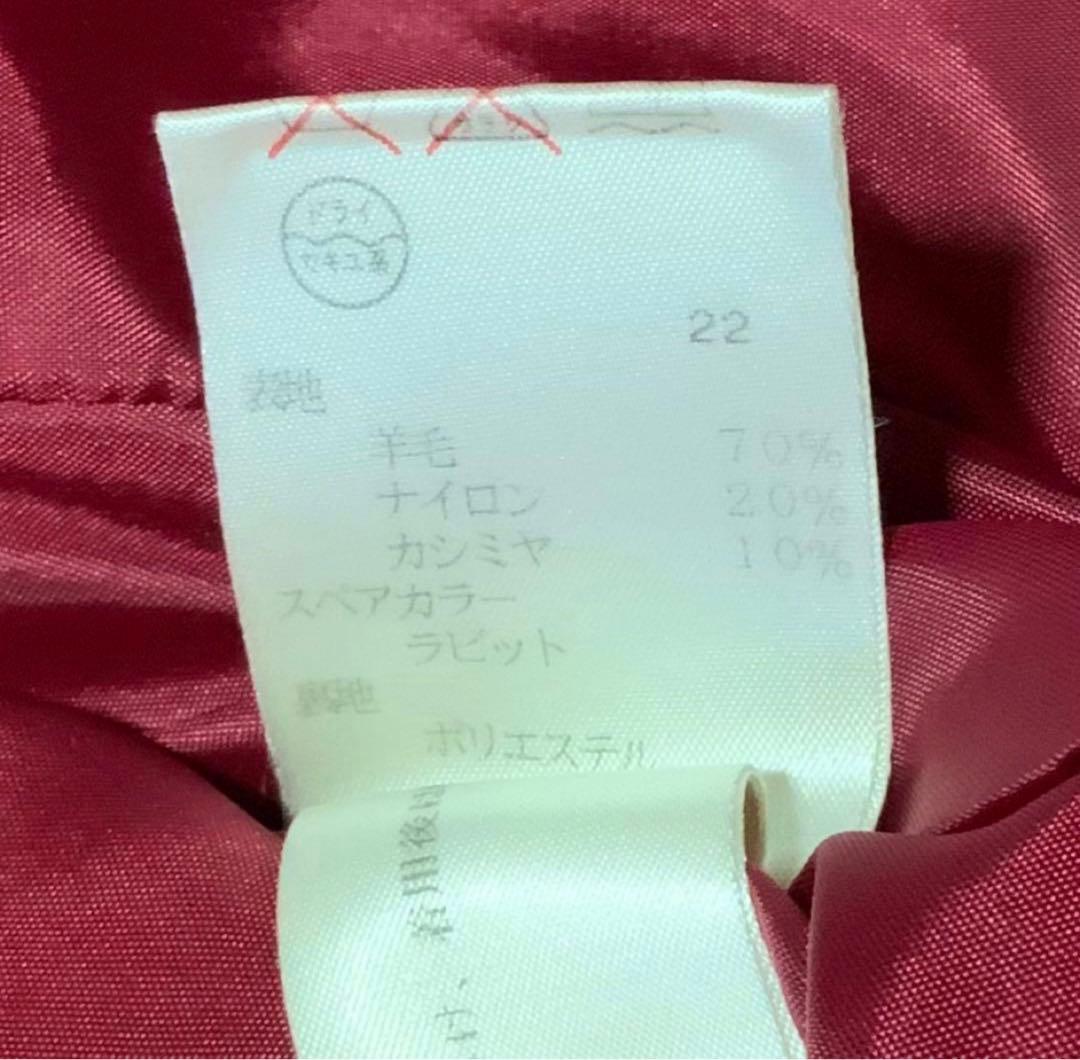 ドライ
セキユ系
22
表地
羊毛 70%
ナイロン 20%
カシミヤ 10%
スペアカラー
ラビット
裏地
ポリエステル
着用後は
け、